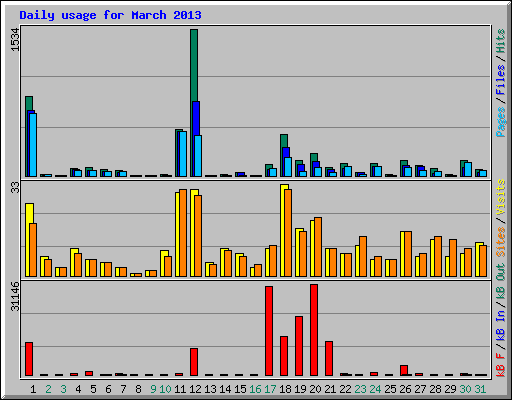 Daily usage for March 2013
1534
Pages / Files / Hits
33
Sites / Visits
31146
kB F / kB In / kB Out
1 2 3 4 5 6 7 8 9 10 11 12 13 14 15 16 17 18 19 20 21 22 23 24 25 26 27 28 29 30 31